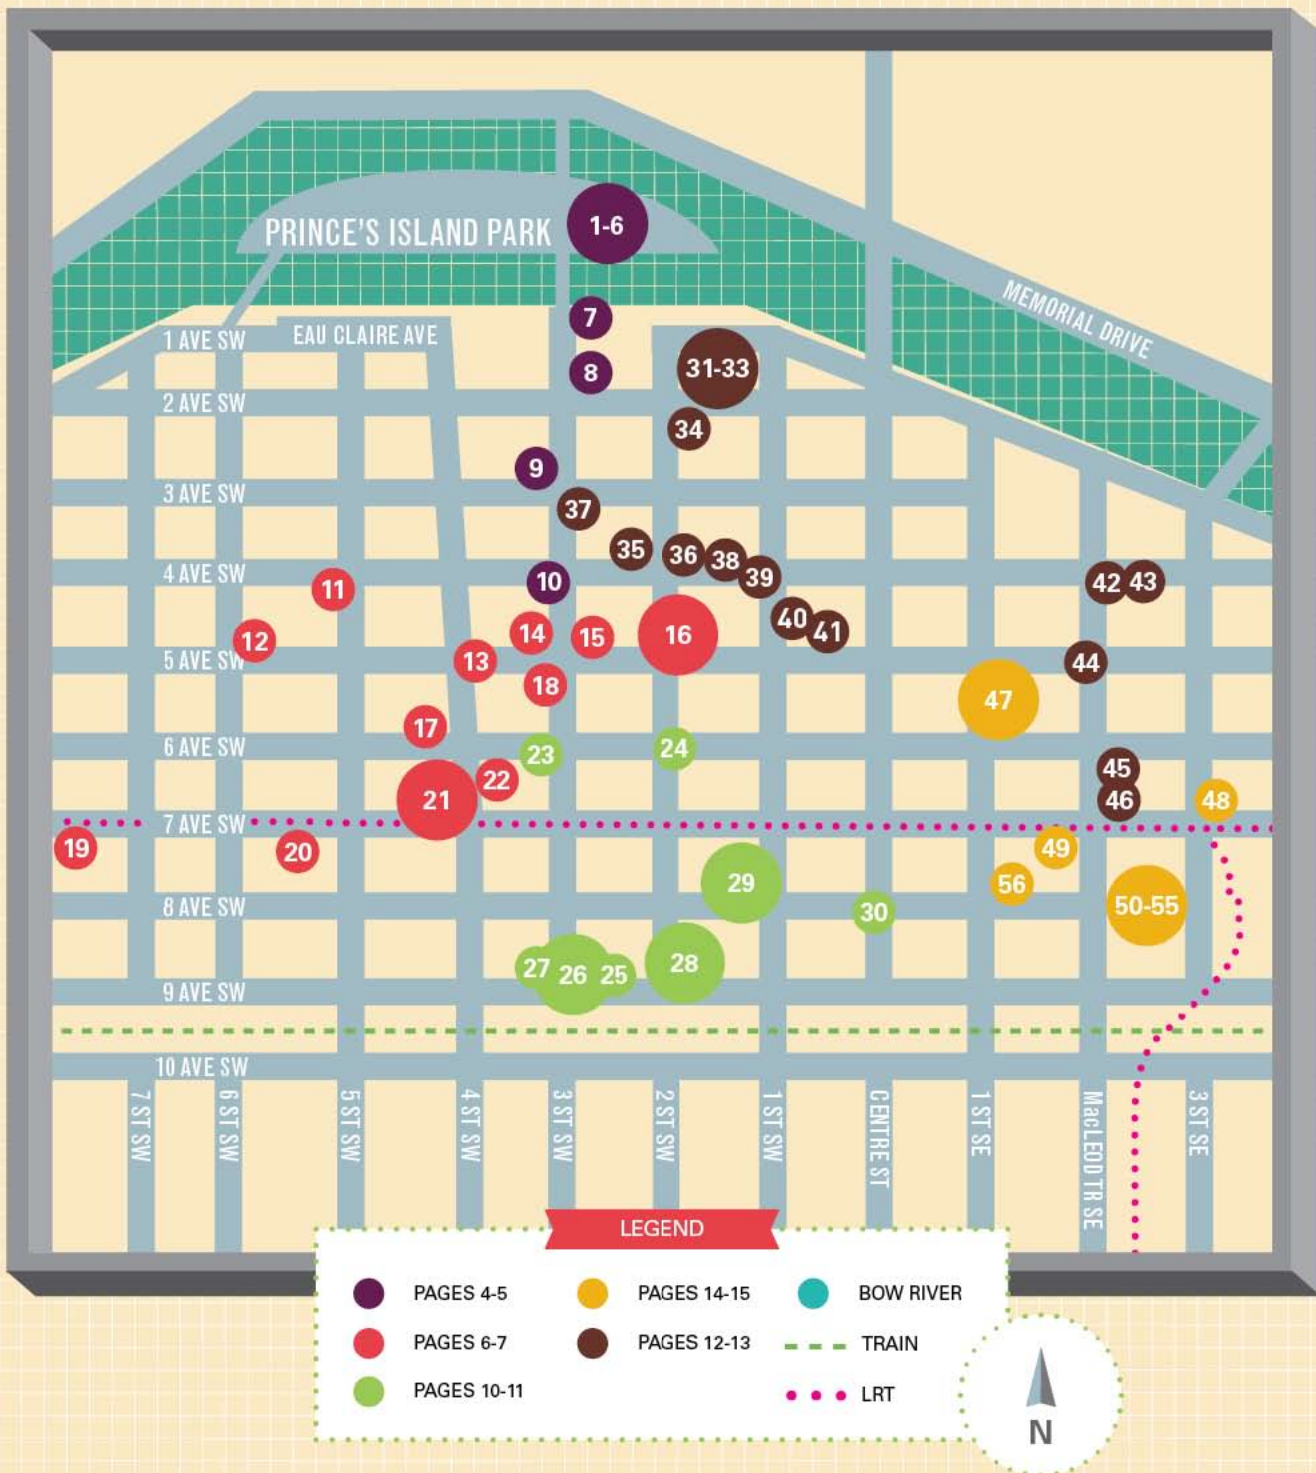 PRINCE'S ISLAND PARK
1-6
MEMORIAL DRIVE
7
1 AVE SW
EAU CLAIRE AVE
8
31-33
2 AVE SW
34
9
3 AVE SW
37
35
36
38
39
4 AVE SW
10
11
42
43
40
41
12
14
15
16
5 AVE SW
13
44
18
47
17
6 AVE SW
23
24
45
22
21
46
48
7 AVE SW
19
20
49
29
56
8 AVE SW
30
50-55
27
26
25
28
9 AVE SW
10 AVE SW
7 ST SW
6 ST SW
5 ST SW
4 ST SW
3 ST SW
2 ST SW
1 ST SW
CENTRE ST
1 ST SE
MacLEOD TR SE
3 ST SE
LEGEND
PAGES 4-5
PAGES 14-15
BOW RIVER
PAGES 6-7
PAGES 12-13
TRAIN
PAGES 10-11
LRT
N